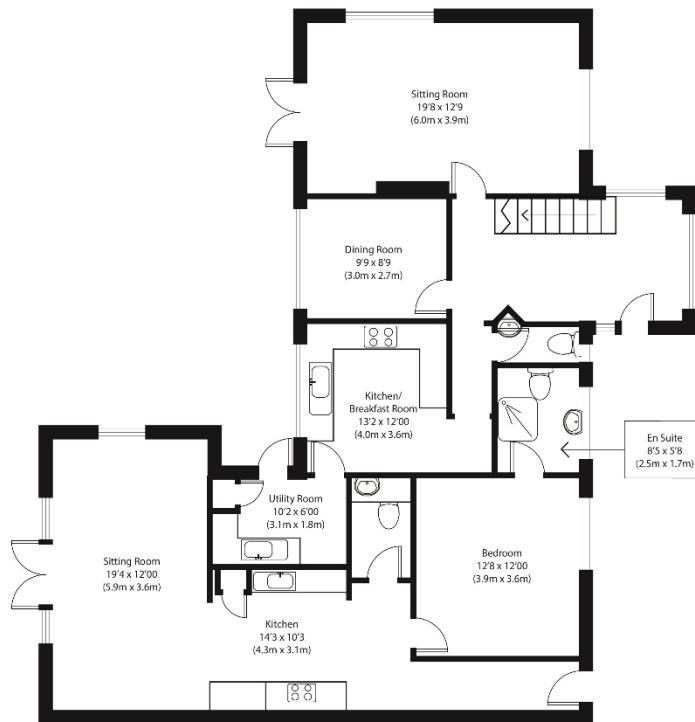 Sitting Room
19'8 x 12'9
(6.0m x 3.9m)
Dining Room
9'9 x 8'9
(3.0m x 2.7m)
Kitchen/
Breakfast Room
13'2 x 12'00
(4.0m x 3.6m)
En Suite
8'5 x 5'8
(2.5m x 1.7m)
Utility Room
10'2 x 6'00
(3.1m x 1.8m)
Sitting Room
19'4 x 12'00
(5.9m x 3.6m)
Bedroom
12'8 x 12'00
(3.9m x 3.6m)
Kitchen
14'3 x 10'3
(4.3m x 3.1m)